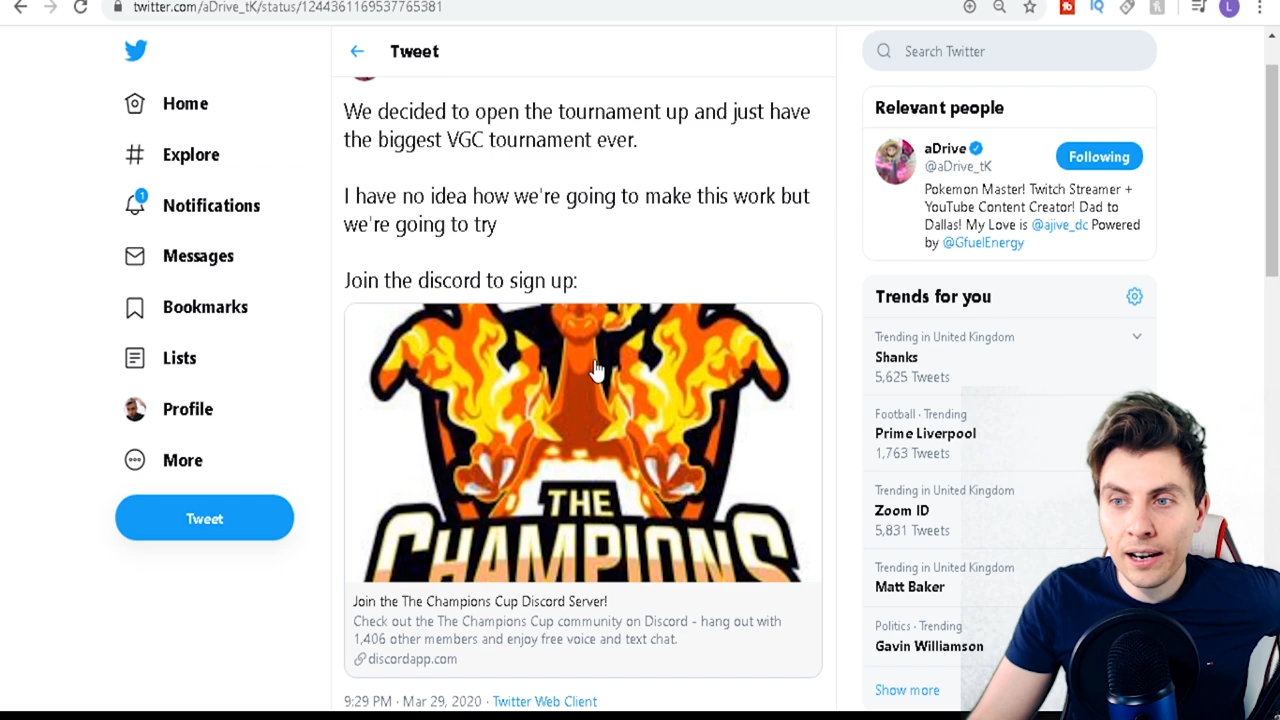 twitter.com/aDrive_tK/status/1244361169537765381
L
Home
Explore
1
Notifications
Messages
Bookmarks
Lists
Profile
More
Tweet
Tweet
We decided to open the tournament up and just have
the biggest VGC tournament ever.
I have no idea how we're going to make this work but
we're going to try
Join the discord to sign up:
THE
CHAMPIONS
Join the The Champions Cup Discord Server!
Check out the The Champions Cup community on Discord - hang out with
1,406 other members and enjoy free voice and text chat.
discordapp.com
9:29 PM · Mar 29, 2020 · Twitter Web Client
Search Twitter
Relevant people
aDrive
@aDrive_tK
Following
Pokemon Master! Twitch Streamer +
YouTube Content Creator! Dad to
Dallas! My Love is @ajive_dc Powered
by @GfuelEnergy
Trends for you
Trending in United Kingdom
Shanks
5,625 Tweets
Football · Trending
Prime Liverpool
1,763 Tweets
Trending in United Kingdom
Zoom ID
5,831 Tweets
Trending in United Kingdom
Matt Baker
Politics · Trending
Gavin Williamson
Show more